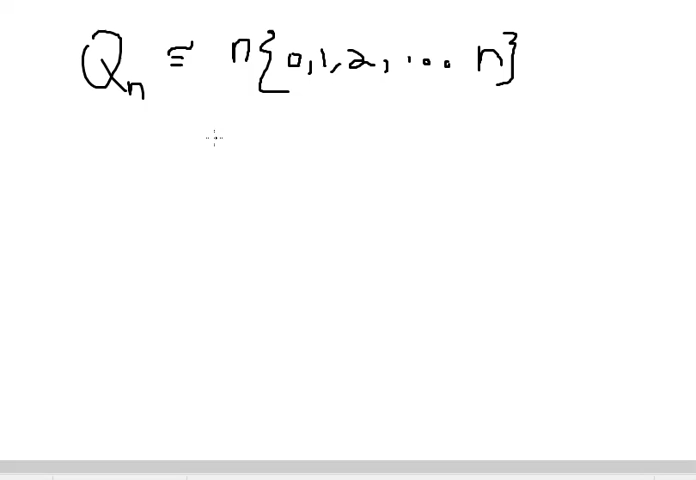 Qn ≡ n{0,1,2, ... n}